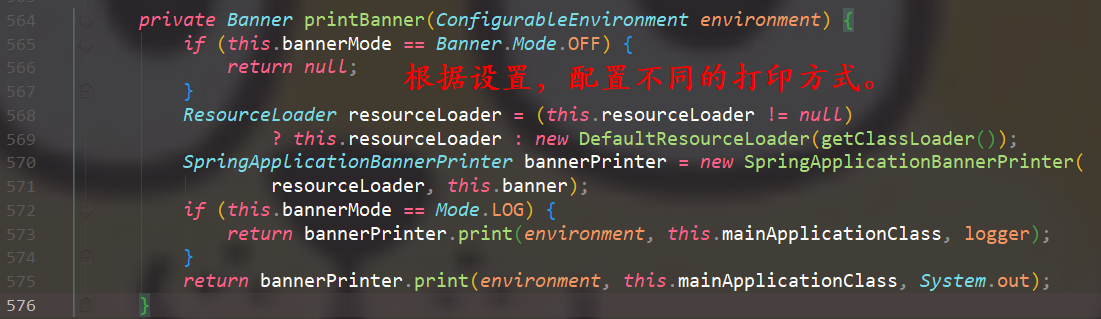 564 private Banner printBanner(ConfigurableEnvironment environment) {
565 if (this.bannerMode == Banner.Mode.OFF) {
566 return null; 根据设置，配置不同的打印方式。
567 }
568 ResourceLoader resourceLoader = (this.resourceLoader != null)
569 ? this.resourceLoader : new DefaultResourceLoader(getClassLoader());
570 SpringApplicationBannerPrinter bannerPrinter = new SpringApplicationBannerPrinter(
571 resourceLoader, this.banner);
572 if (this.bannerMode == Mode.LOG) {
573 return bannerPrinter.print(environment, this.mainApplicationClass, logger);
574 }
575 return bannerPrinter.print(environment, this.mainApplicationClass, System.out);
576 }